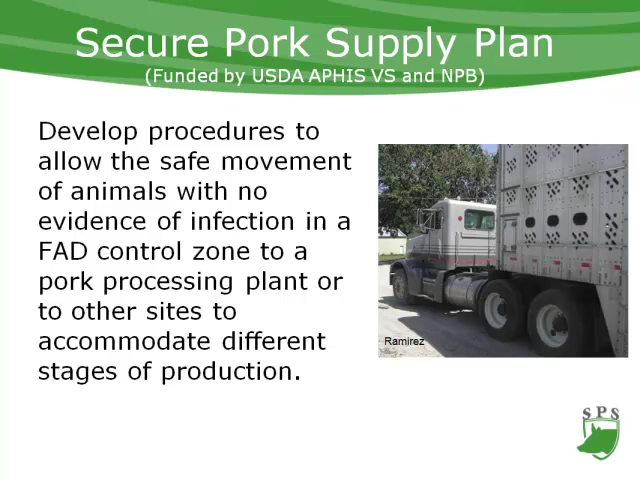 Secure Pork Supply Plan
(Funded by USDA APHIS VS and NPB)
Develop procedures to
allow the safe movement
of animals with no
evidence of infection in a
FAD control zone to a
pork processing plant or
to other sites to
accommodate different
stages of production.
Ramirez
SPS